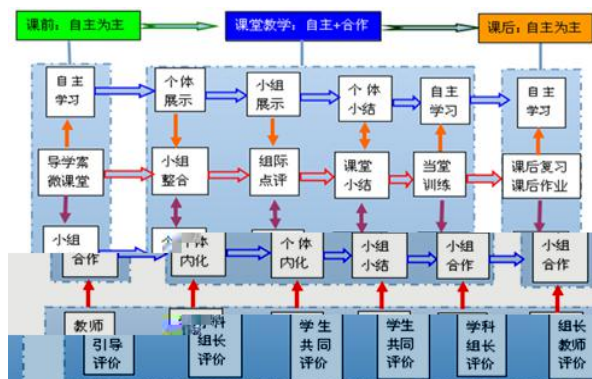 课前：自主为主
课堂教学：自主+合作
课后：自主为主
自主
学习
个体
展示
小组
展示
个体
小结
自主
学习
自主
学习
导学案
微课堂
小组
整合
组际
点评
课堂
小结
当堂
训练
课后复习
课后作业
小组
合作
个体
内化
个体
内化
小组
小结
小组
合作
小组
合作
教师
引导
评价
组长
评价
学生
共同
评价
学生
共同
评价
学科
组长
评价
组长
教师
评价